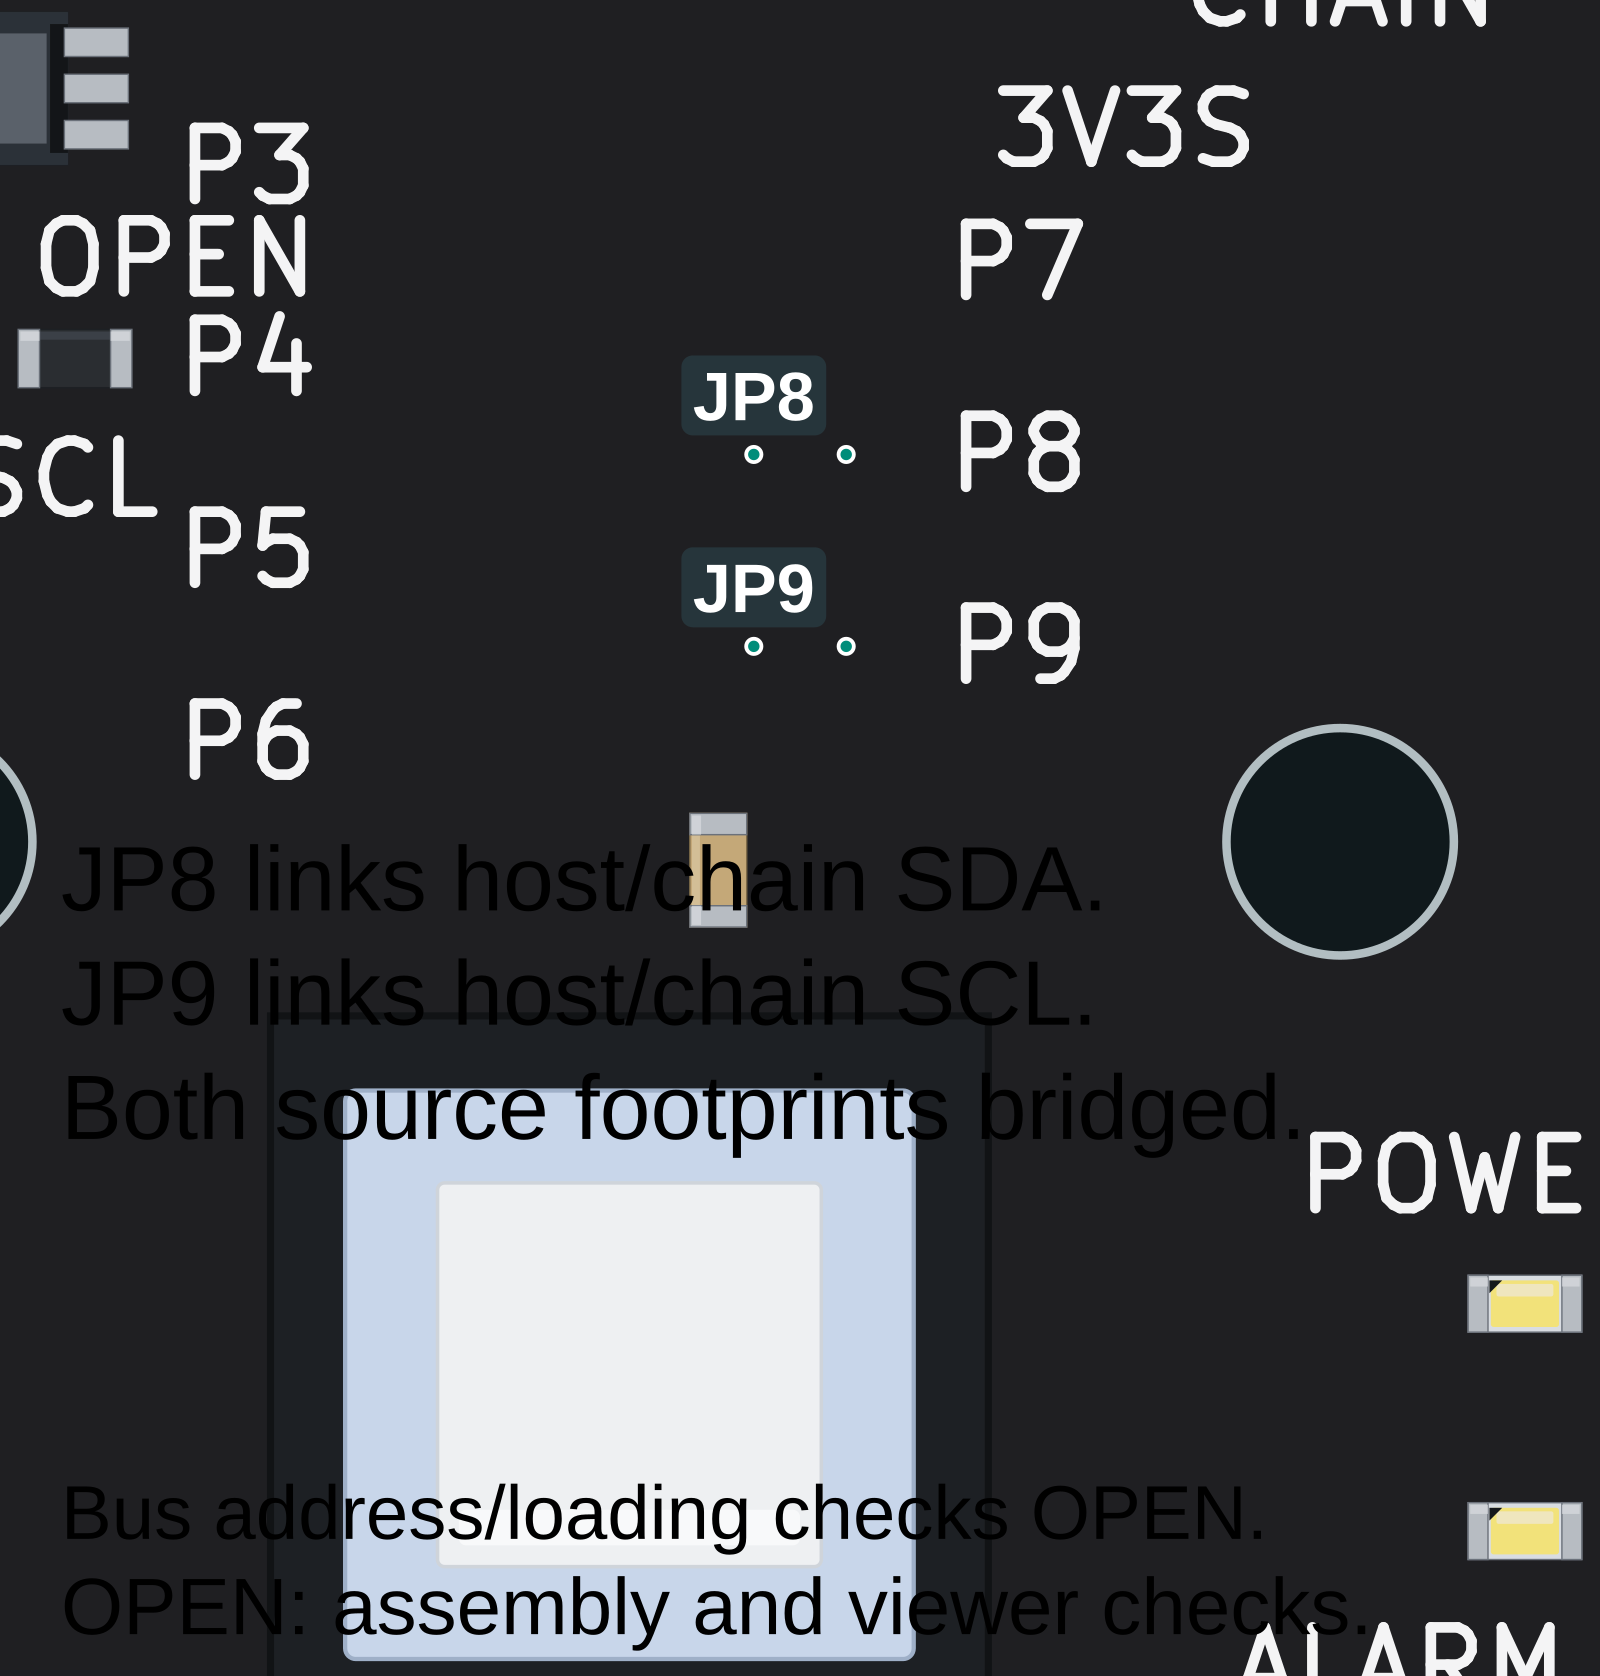 3V3S
P3
OPEN
P7
P4
JP8
P8
SCL
P5
JP9
P9
P6
JP8 links host/chain SDA.
JP9 links host/chain SCL.
Both source footprints bridged.
POWE
Bus address/loading checks OPEN.
OPEN: assembly and viewer checks.
ALARM